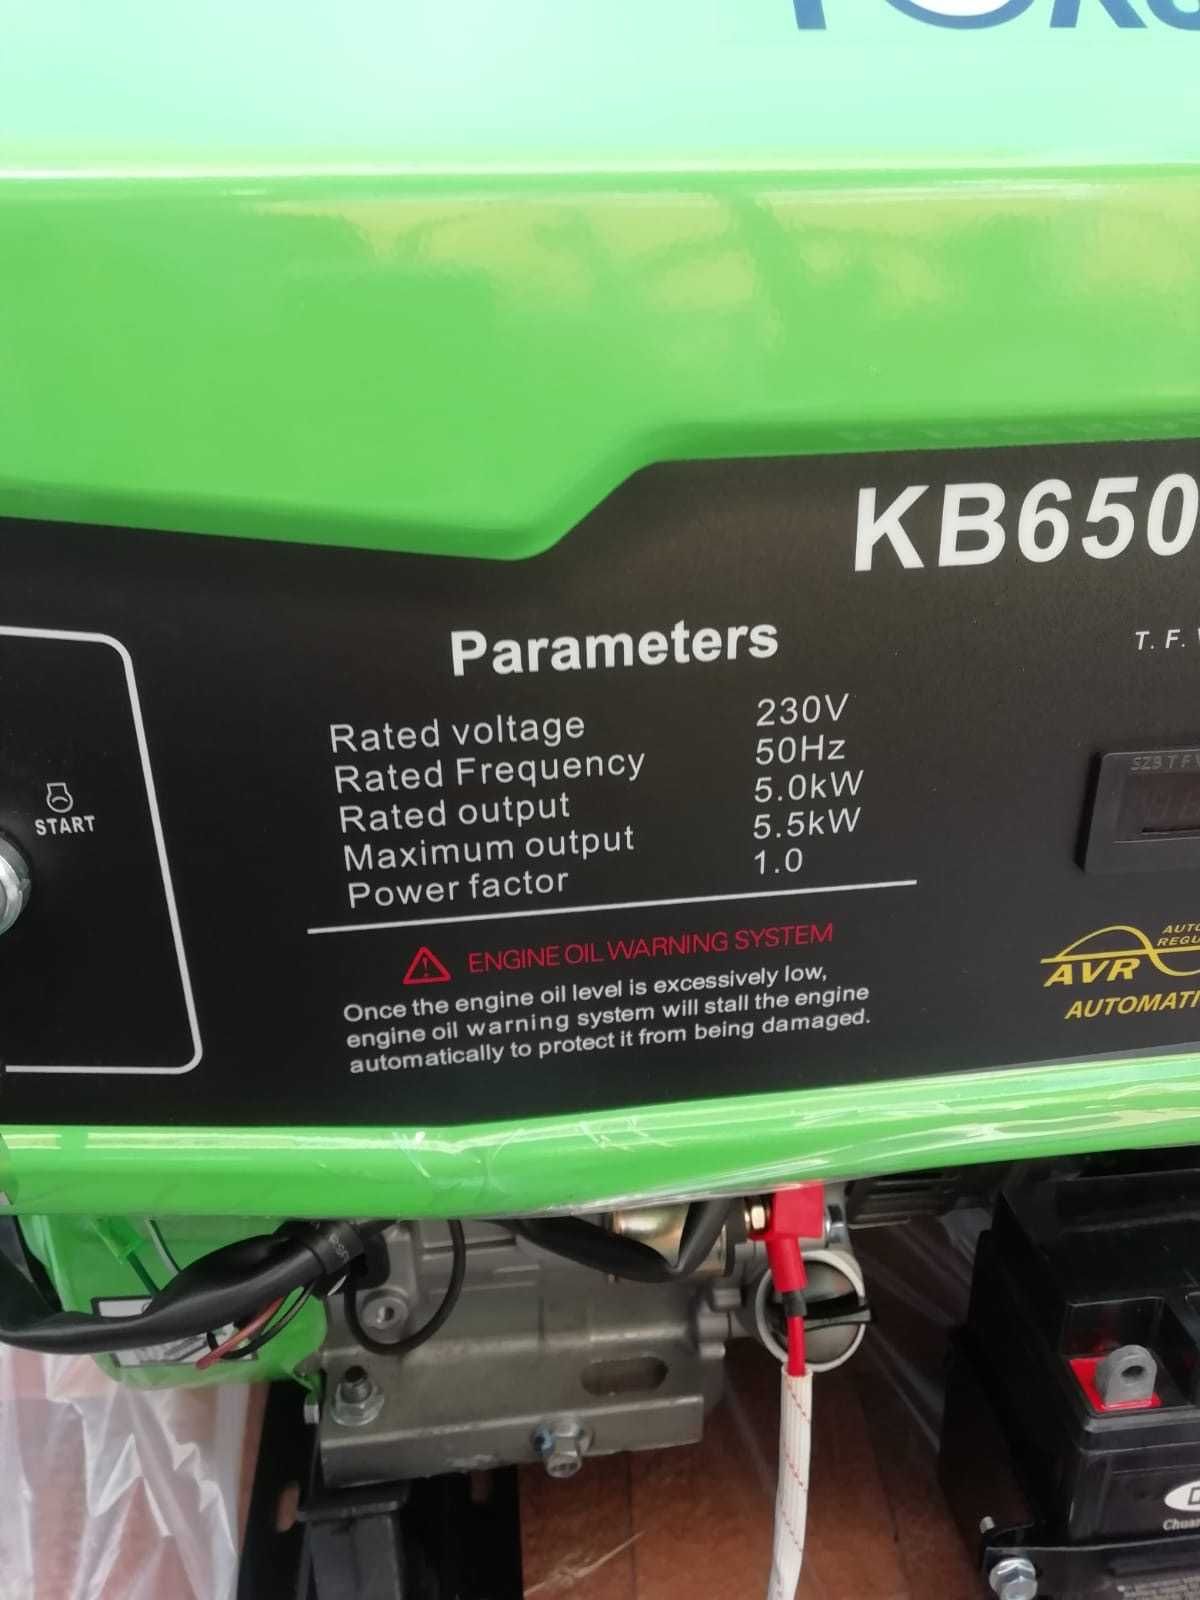 KB650
Parameters
Rated voltage 230V
Rated Frequency 50Hz
Rated output 5.0kW
Maximum output 5.5kW
Power factor 1.0
T. F.
START
ENGINE OIL WARNING SYSTEM
Once the engine oil level is excessively low,
engine oil warning system will stall the engine
automatically to protect it from being damaged.
AVR